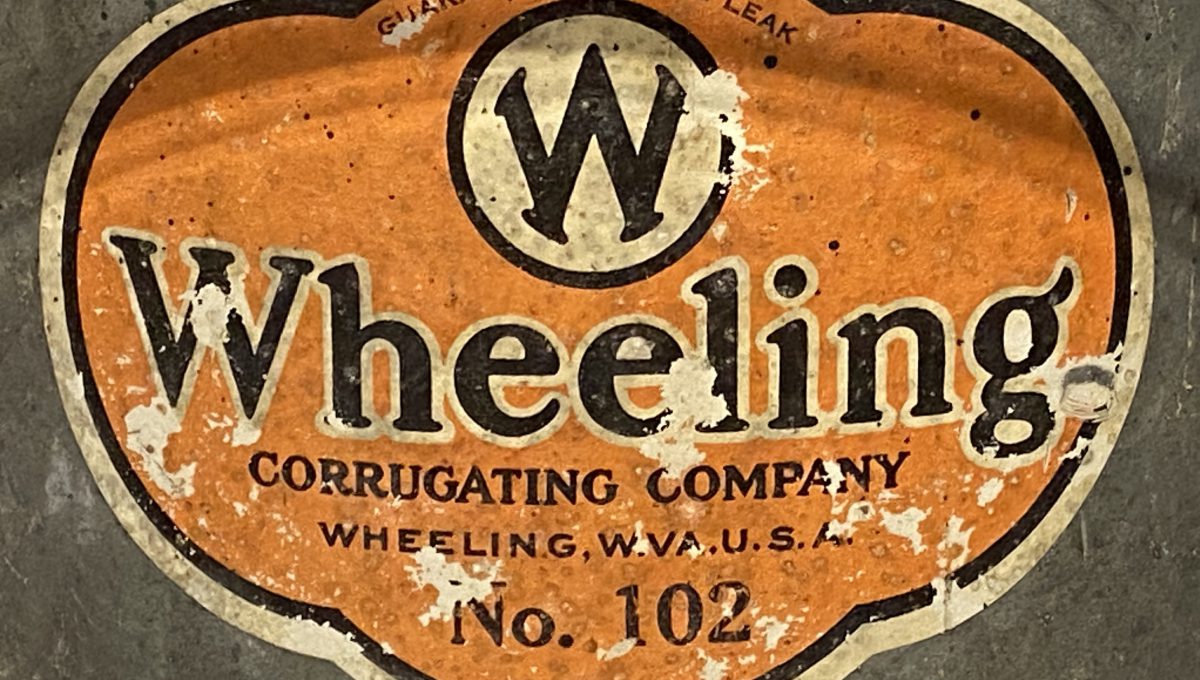 LEAK
W
Wheeling
CORRUGATING COMPANY
WHEELING, W.VA. U.S.A.
No. 102